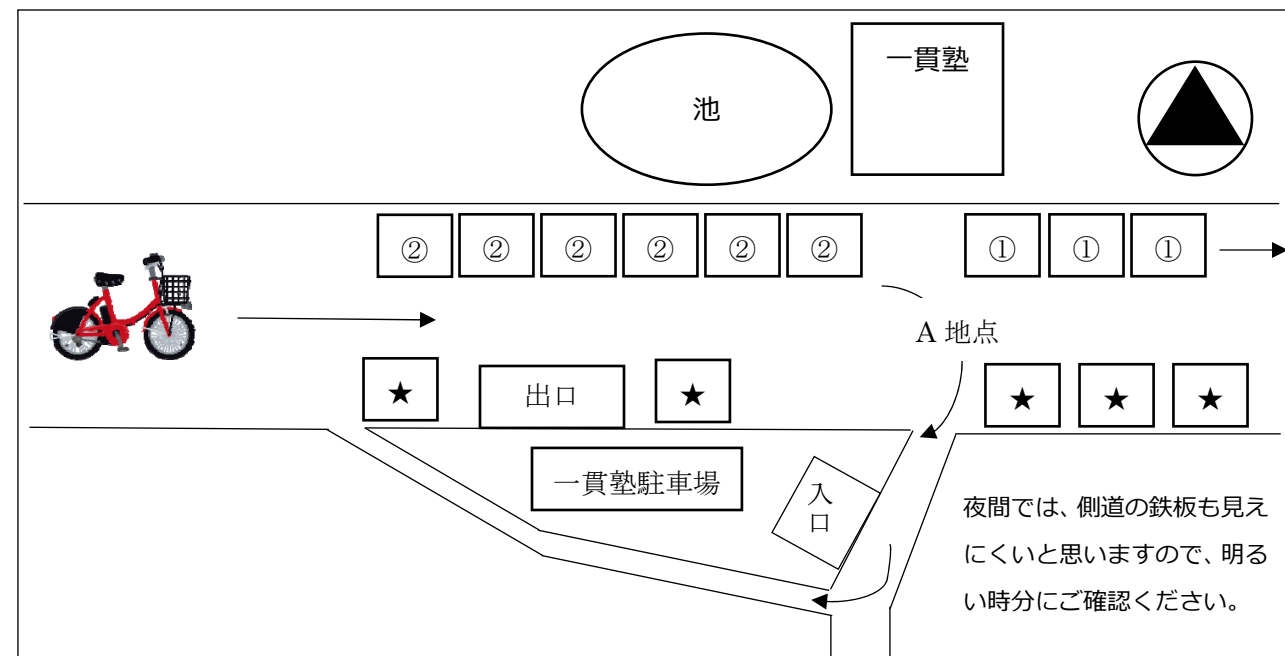 一貫塾
池
② ② ② ② ② ② ① ① ①
A 地点
★ 出口 ★ ★ ★ ★
一貫塾駐車場
入口
夜間では、側道の鉄板も見え
にくいと思いますので、明る
い時分にご確認ください。